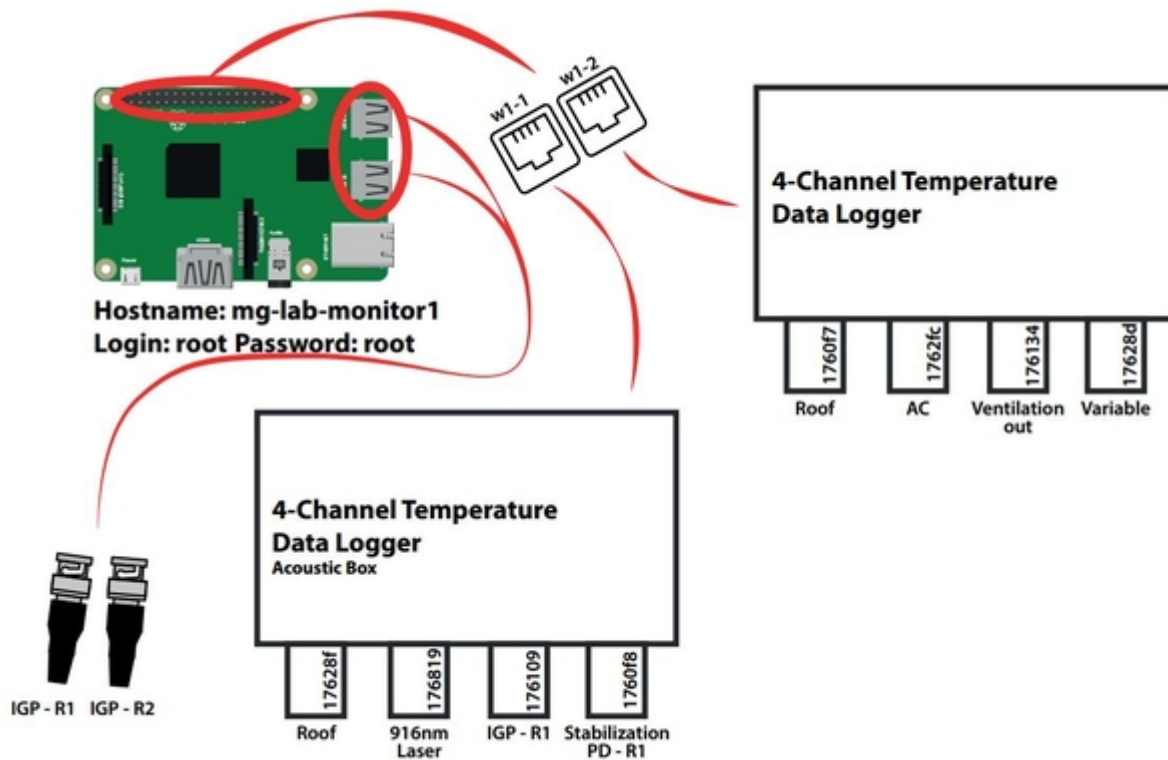 w1-1
w1-2
Hostname: mg-lab-monitor1
Login: root Password: root
4-Channel Temperature
Data Logger
1760f7
1762fc
176134
17628d
Roof
AC
Ventilation
out
Variable
4-Channel Temperature
Data Logger
Acoustic Box
17628f
176819
176109
1760f8
Roof
916nm
Laser
IGP - R1
Stabilization
PD - R1
IGP - R1
IGP - R2